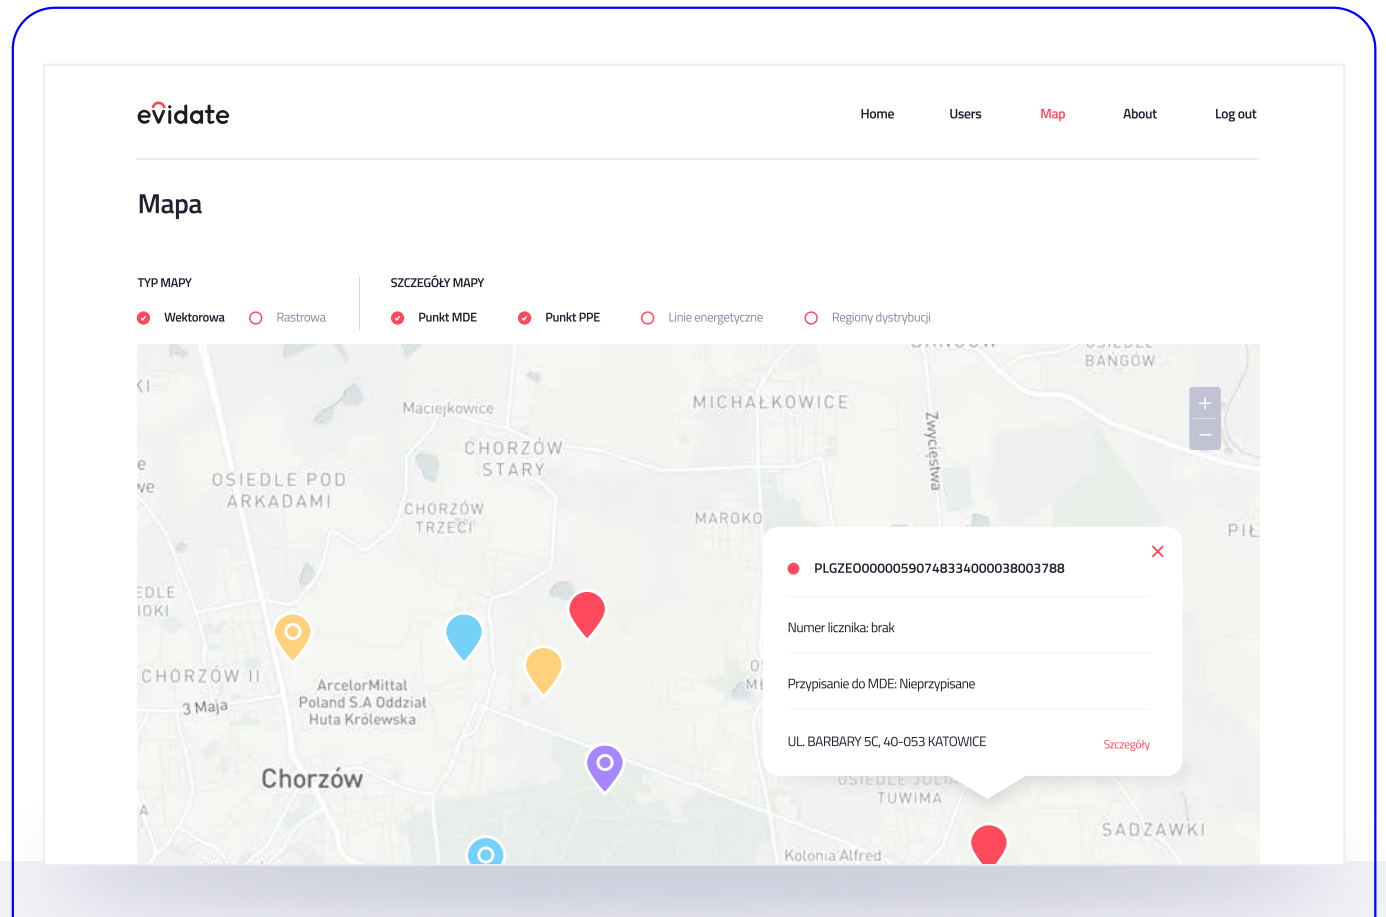 evidate
Home
Users
Map
About
Log out
Mapa
TYP MAPY
SZCZEGÓŁY MAPY
Wektorowa
Rastrowa
Punkt MDE
Punkt PPE
Linie energetyczne
Regiony dystrybucji
BANGÓW
Maciejkowice
MICHAŁKOWICE
+
Zwycięstwa
−
CHORZÓW
STARY
OSIEDLE POD
ARKADAMI
CHORZÓW
TRZECI
MAROKO
PLGZEO00000590748334000038003788
Numer licznika: brak
CHORZÓW II
3 Maja
ArcelorMittal
Poland S.A Oddział
Huta Królewska
Przypisanie do MDE: Nieprzypisane
UL. BARBARY 5C, 40-053 KATOWICE
Szczegóły
Chorzów
TUWIMA
SADZAWKI
Kolonia Alfred